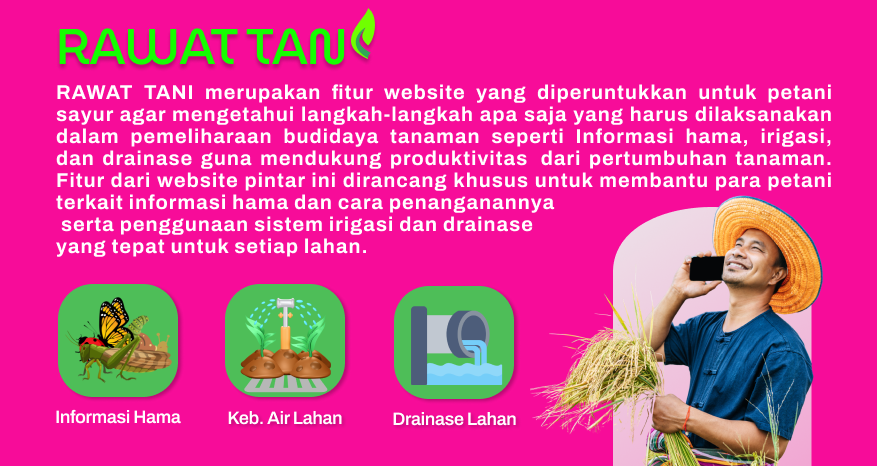 RAWAT TANI
RAWAT TANI merupakan fitur website yang diperuntukkan untuk petani
sayur agar mengetahui langkah-langkah apa saja yang harus dilaksanakan
dalam pemeliharaan budidaya tanaman seperti Informasi hama, irigasi,
dan drainase guna mendukung produktivitas dari pertumbuhan tanaman.
Fitur dari website pintar ini dirancang khusus untuk membantu para petani
terkait informasi hama dan cara penanganannya
serta penggunaan sistem irigasi dan drainase
yang tepat untuk setiap lahan.
Informasi Hama
Keb. Air Lahan
Drainase Lahan